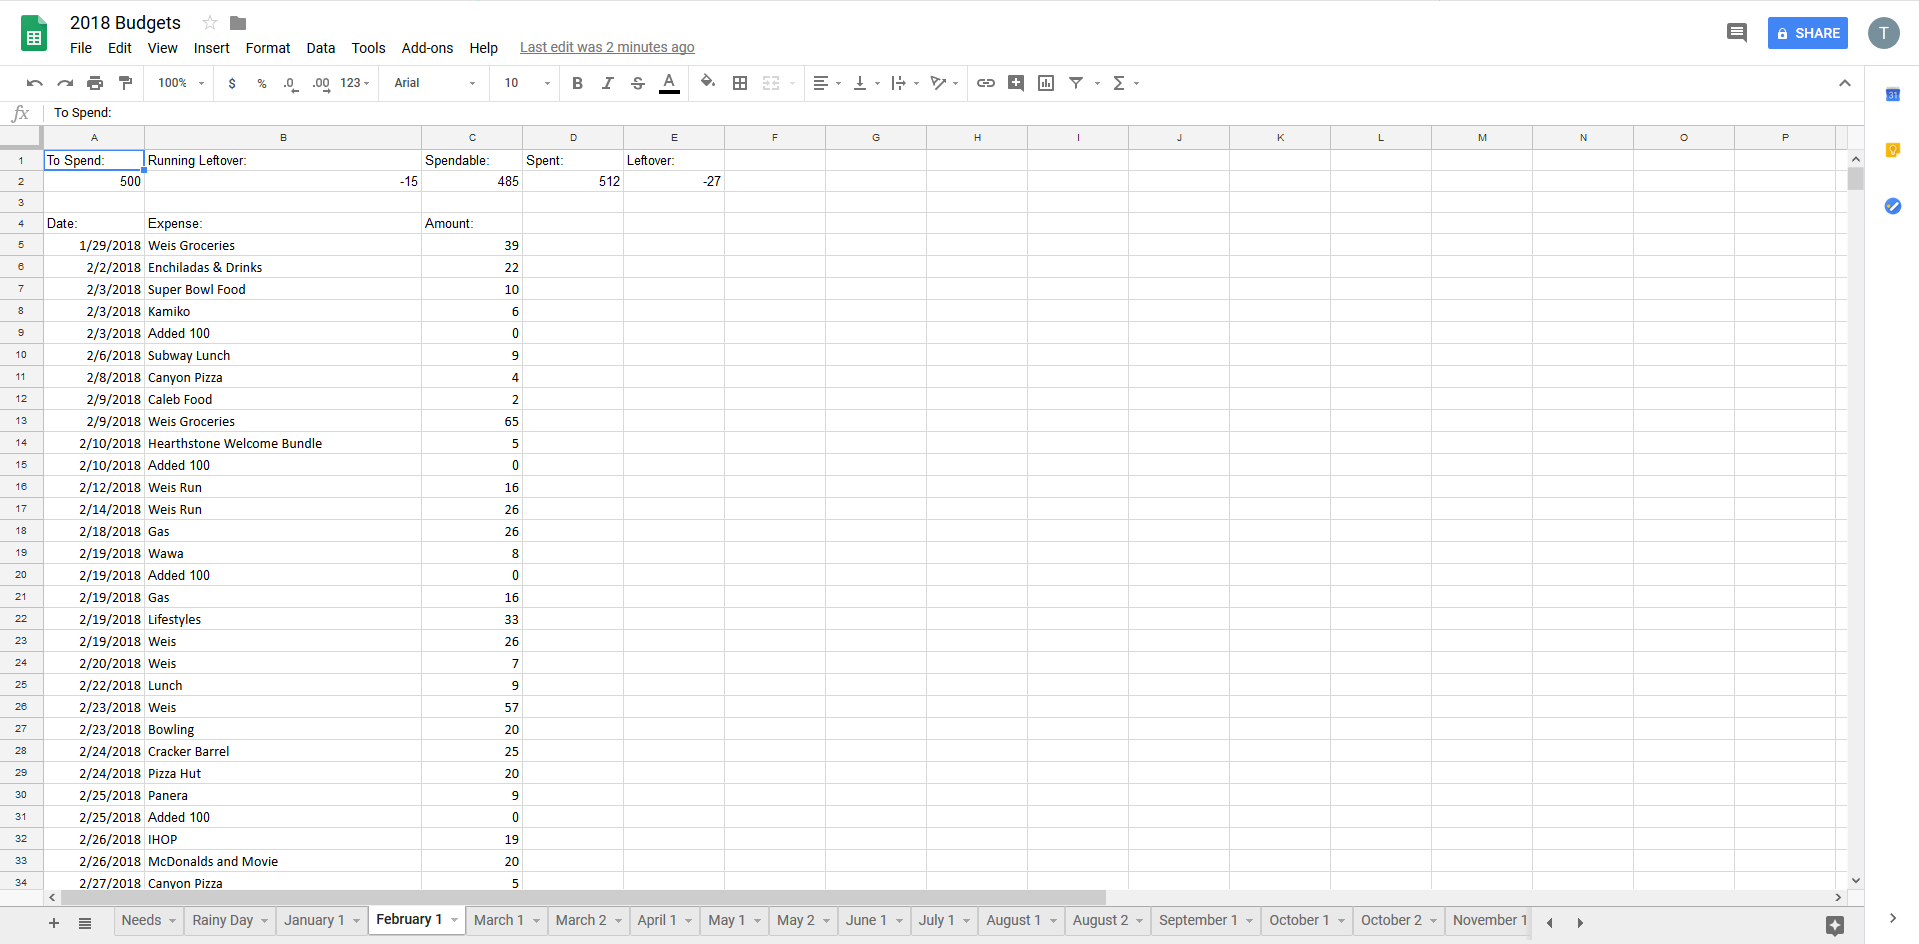 2018 Budgets
SHARE
T
File Edit View Insert Format Data Tools Add-ons Help Last edit was 2 minutes ago
100% $ % .0 .00 123 Arial 10 B I S A Σ
31
fx To Spend:
A B C D E F G H I J K L M N O P
1 To Spend: Running Leftover: Spendable: Spent: Leftover:
2 500 -15 485 512 -27
3
4 Date: Expense: Amount:
5 1/29/2018 Weis Groceries 39
6 2/2/2018 Enchiladas & Drinks 22
7 2/3/2018 Super Bowl Food 10
8 2/3/2018 Kamiko 6
9 2/3/2018 Added 100 0
10 2/6/2018 Subway Lunch 9
11 2/8/2018 Canyon Pizza 4
12 2/9/2018 Caleb Food 2
13 2/9/2018 Weis Groceries 65
14 2/10/2018 Hearthstone Welcome Bundle 5
15 2/10/2018 Added 100 0
16 2/12/2018 Weis Run 16
17 2/14/2018 Weis Run 26
18 2/18/2018 Gas 26
19 2/19/2018 Wawa 8
20 2/19/2018 Added 100 0
21 2/19/2018 Gas 16
22 2/19/2018 Lifestyles 33
23 2/19/2018 Weis 26
24 2/20/2018 Weis 7
25 2/22/2018 Lunch 9
26 2/23/2018 Weis 57
27 2/23/2018 Bowling 20
28 2/24/2018 Cracker Barrel 25
29 2/24/2018 Pizza Hut 20
30 2/25/2018 Panera 9
31 2/25/2018 Added 100 0
32 2/26/2018 IHOP 19
33 2/26/2018 McDonalds and Movie 20
34 2/27/2018 Canyon Pizza 5
Needs Rainy Day January 1 February 1 March 1 March 2 April 1 May 1 May 2 June 1 July 1 August 1 August 2 September 1 October 1 October 2 November 1